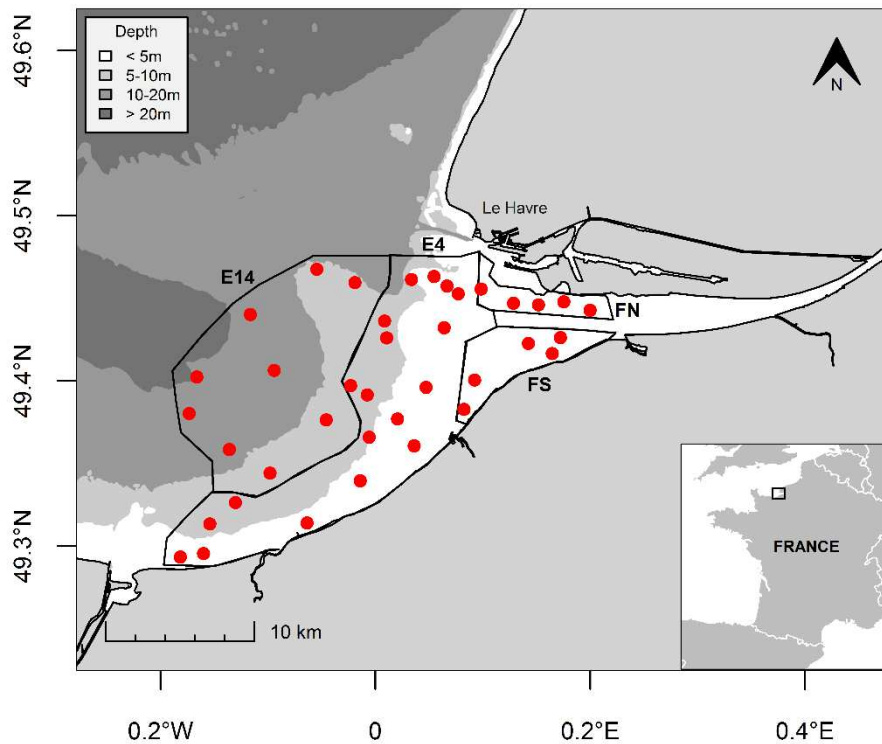 Depth
< 5m
5-10m
10-20m
> 20m
49.6°N
49.5°N
49.4°N
49.3°N
N
Le Havre
E4
E14
FN
FS
FRANCE
10 km
0.2°W
0
0.2°E
0.4°E